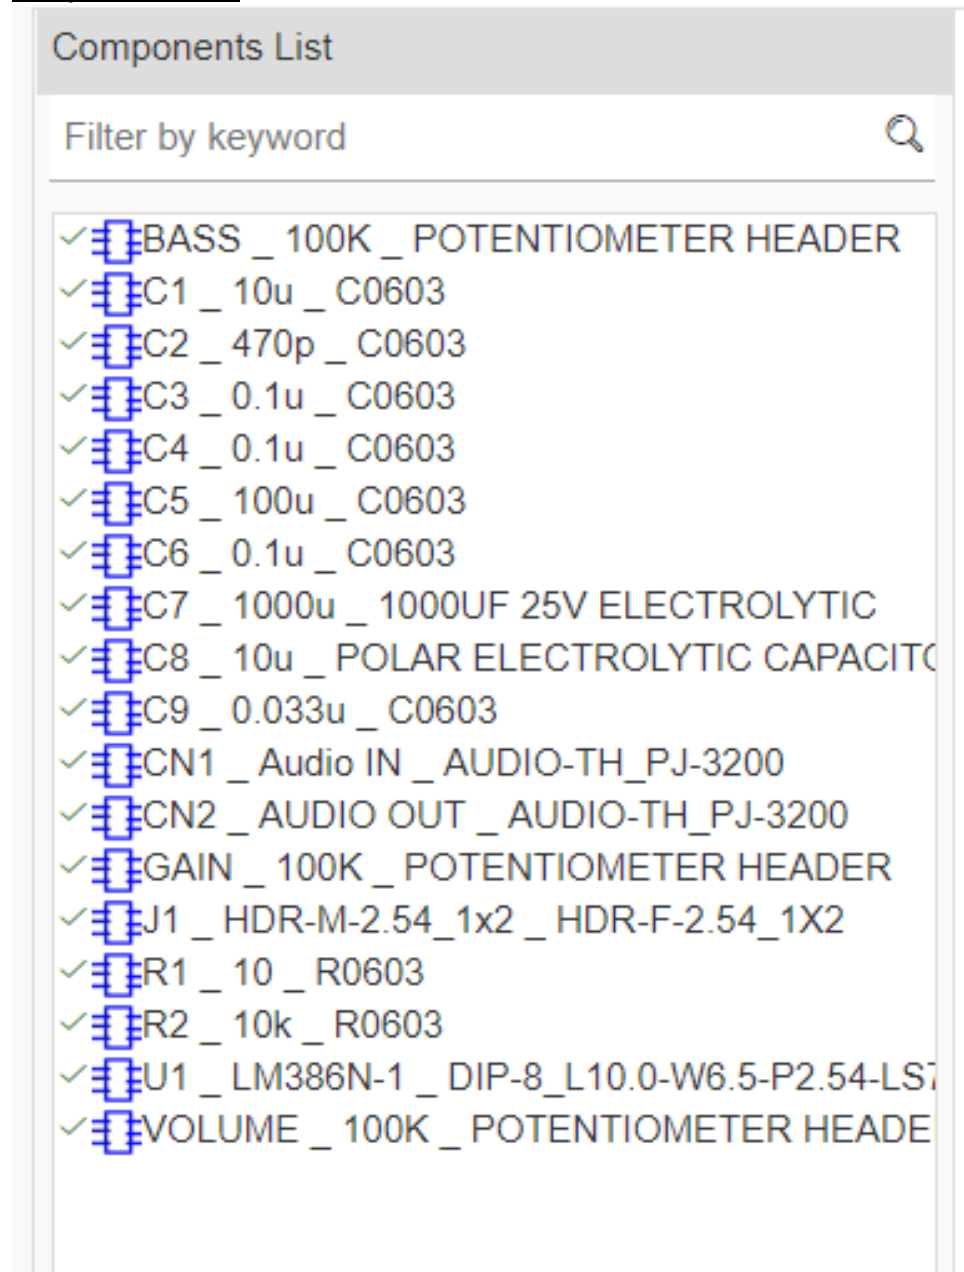 Components List
Filter by keyword
BASS _ 100K _ POTENTIOMETER HEADER
C1 _ 10u _ C0603
C2 _ 470p _ C0603
C3 _ 0.1u _ C0603
C4 _ 0.1u _ C0603
C5 _ 100u _ C0603
C6 _ 0.1u _ C0603
C7 _ 1000u _ 1000UF 25V ELECTROLYTIC
C8 _ 10u _ POLAR ELECTROLYTIC CAPACITO
C9 _ 0.033u _ C0603
CN1 _ Audio IN _ AUDIO-TH_PJ-3200
CN2 _ AUDIO OUT _ AUDIO-TH_PJ-3200
GAIN _ 100K _ POTENTIOMETER HEADER
J1 _ HDR-M-2.54_1x2 _ HDR-F-2.54_1X2
R1 _ 10 _ R0603
R2 _ 10k _ R0603
U1 _ LM386N-1 _ DIP-8_L10.0-W6.5-P2.54-LS7
VOLUME _ 100K _ POTENTIOMETER HEADE